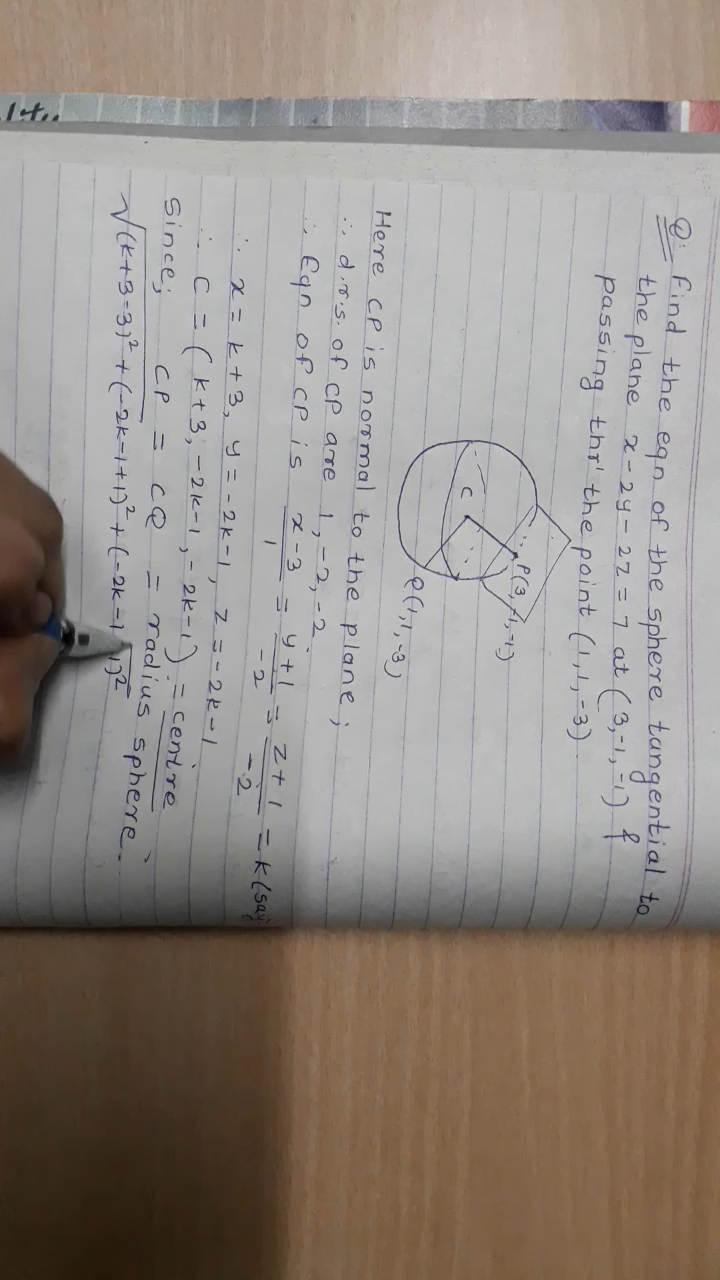 Q: Find the eqn of the sphere tangential to
the plane x-2y-2z=7 at (3,-1,-1) &
passing thr' the point (1,1,-3)
C
P(3,-1,-1)
Q(1,1,-3)
Here CP is normal to the plane;
∴ d.r.s. of CP are 1,-2,-2
∴ Eqn of CP is (x-3)/1 = (y+1)/-2 = (z+1)/-2 = k (say
∴ x = k+3, y = -2k-1, z = -2k-1
∴ C = (k+3, -2k-1, -2k-1) = centre
Since; CP = CQ = radius sphere.
√(k+3-3)² + (-2k-1+1)² + (-2k-1 1)²